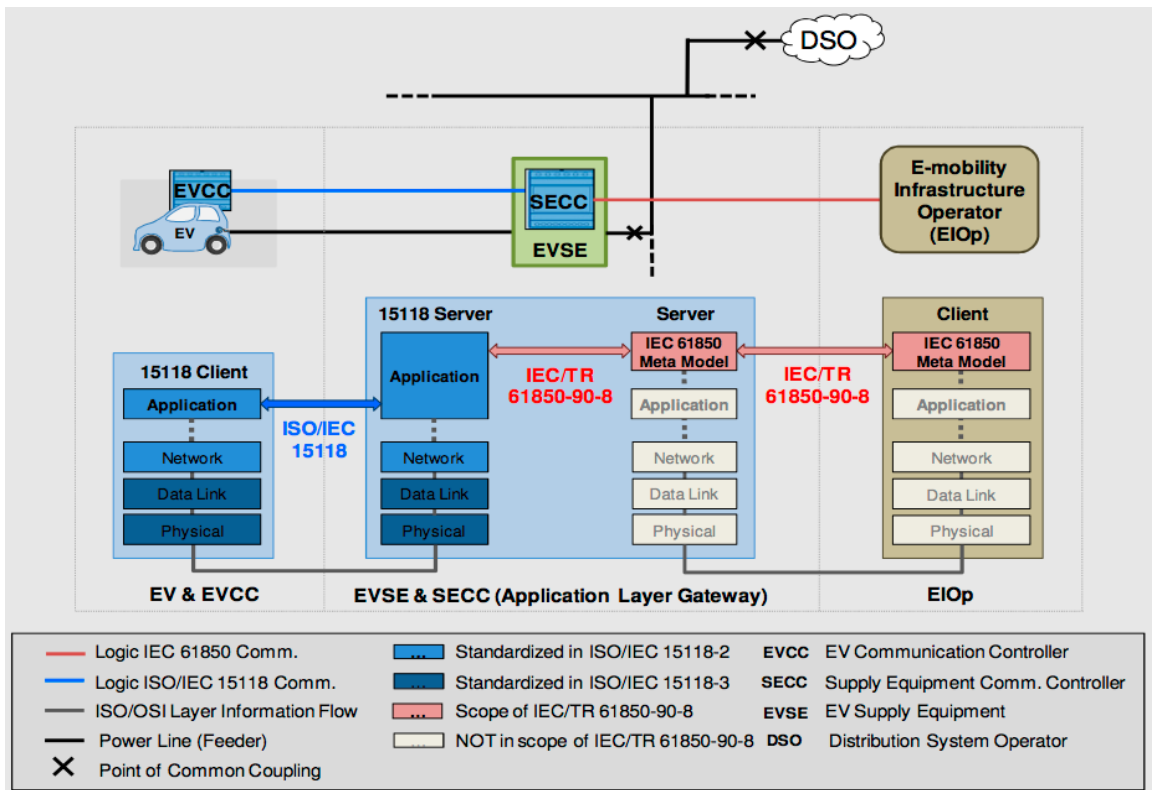 DSO
EVCC
EV
SECC
EVSE
E-mobility
Infrastructure
Operator
(EIOp)
15118 Client
Application
Network
Data Link
Physical
ISO/IEC
15118
15118 Server
Application
Network
Data Link
Physical
IEC/TR
61850-90-8
Server
IEC 61850
Meta Model
Application
Network
Data Link
Physical
IEC/TR
61850-90-8
Client
IEC 61850
Meta Model
Application
Network
Data Link
Physical
EV & EVCC
EVSE & SECC (Application Layer Gateway)
EIOp
Logic IEC 61850 Comm.
Logic ISO/IEC 15118 Comm.
ISO/OSI Layer Information Flow
Power Line (Feeder)
Point of Common Coupling
... Standardized in ISO/IEC 15118-2
... Standardized in ISO/IEC 15118-3
... Scope of IEC/TR 61850-90-8
... NOT in scope of IEC/TR 61850-90-8
EVCC EV Communication Controller
SECC Supply Equipment Comm. Controller
EVSE EV Supply Equipment
DSO Distribution System Operator